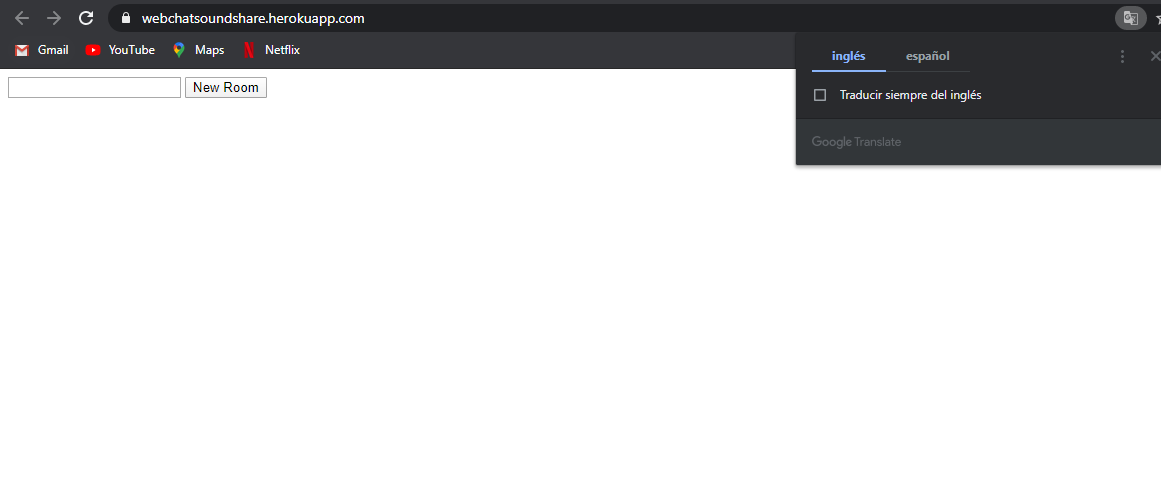 webchatsoundshare.herokuapp.com
Gmail YouTube Maps Netflix
inglés español
Traducir siempre del inglés
New Room
Google Translate